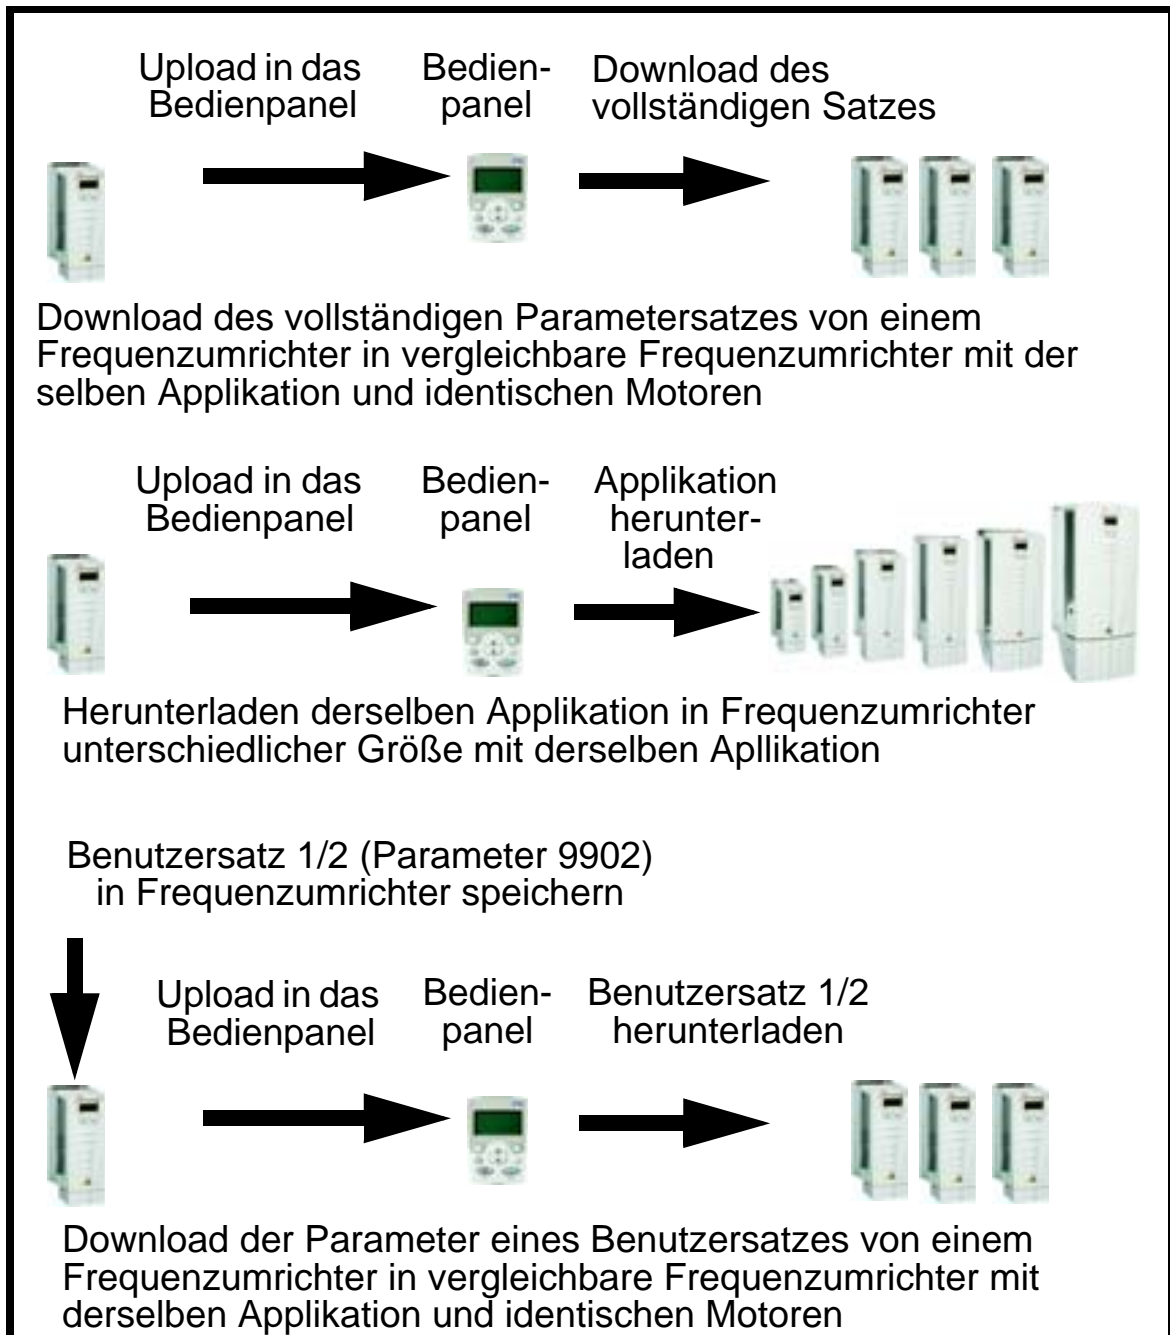 Upload in das
Bedienpanel
Bedien-
panel
Download des
vollständigen Satzes
Download des vollständigen Parametersatzes von einem
Frequenzumrichter in vergleichbare Frequenzumrichter mit der
selben Applikation und identischen Motoren
Upload in das
Bedienpanel
Bedien-
panel
Applikation
herunter-
laden
Herunterladen derselben Applikation in Frequenzumrichter
unterschiedlicher Größe mit derselben Apllikation
Benutzersatz 1/2 (Parameter 9902)
in Frequenzumrichter speichern
Upload in das
Bedienpanel
Bedien-
panel
Benutzersatz 1/2
herunterladen
Download der Parameter eines Benutzersatzes von einem
Frequenzumrichter in vergleichbare Frequenzumrichter mit
derselben Applikation und identischen Motoren